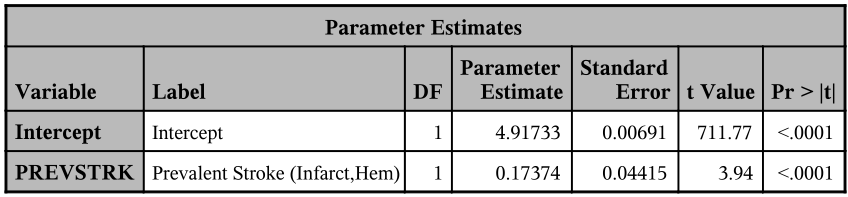 Parameter Estimates
Variable Label DF Parameter Estimate Standard Error t Value Pr > |t|
Intercept Intercept 1 4.91733 0.00691 711.77 <.0001
PREVSTRK Prevalent Stroke (Infarct,Hem) 1 0.17374 0.04415 3.94 <.0001